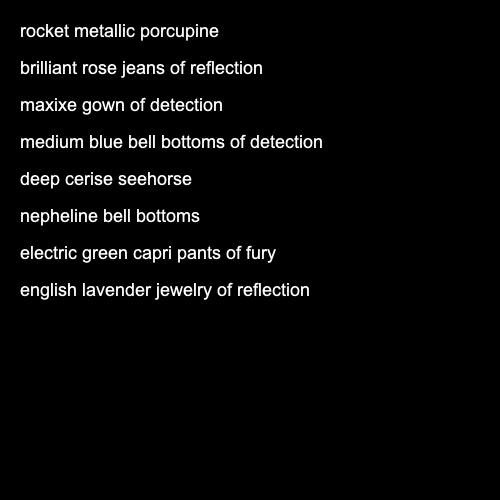 rocket metallic porcupine
brilliant rose jeans of reflection
maxixe gown of detection
medium blue bell bottoms of detection
deep cerise seehorse
nepheline bell bottoms
electric green capri pants of fury
english lavender jewelry of reflection